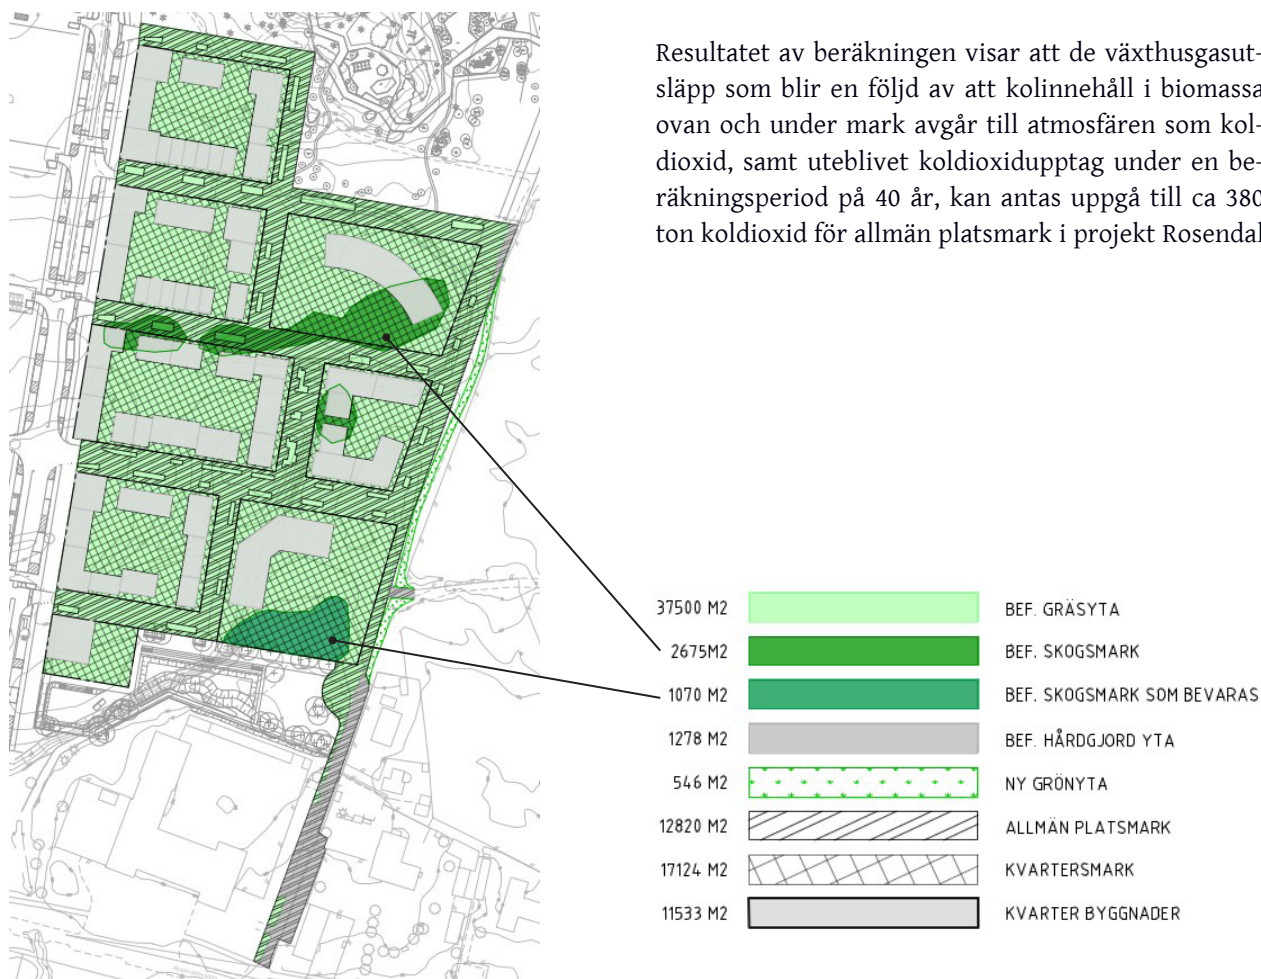 Resultatet av beräkningen visar att de växthusgasut-
släpp som blir en följd av att kolinnehåll i biomassa
ovan och under mark avgår till atmosfären som kol-
dioxid, samt uteblivet koldioxidupptag under en be-
räkningsperiod på 40 år, kan antas uppgå till ca 380
ton koldioxid för allmän platsmark i projekt Rosendal
37500 M2 BEF. GRÄSYTA
2675M2 BEF. SKOGSMARK
1070 M2 BEF. SKOGSMARK SOM BEVARAS
1278 M2 BEF. HÅRDGJORD YTA
546 M2 NY GRÖNYTA
12820 M2 ALLMÄN PLATSMARK
17124 M2 KVARTERSMARK
11533 M2 KVARTER BYGGNADER